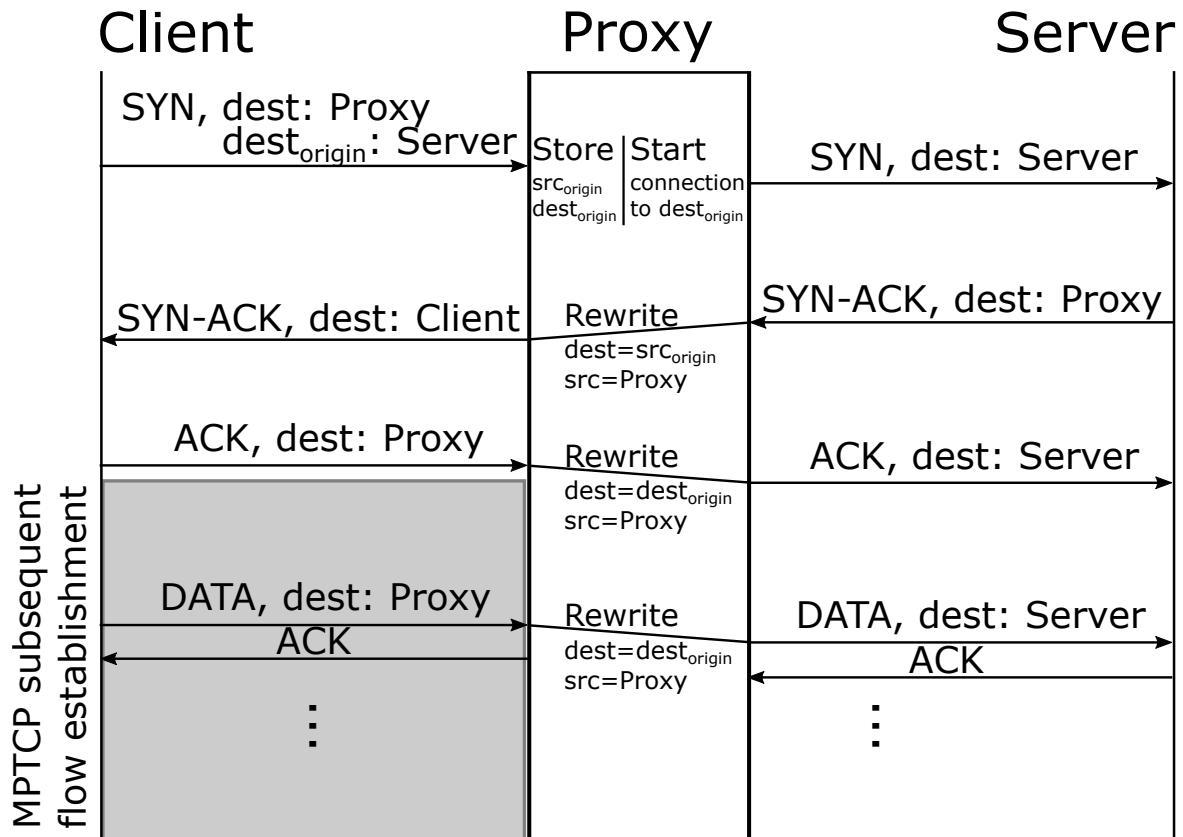 Client
Proxy
Server
SYN, dest: Proxy
dest_origin: Server
Store
src_origin
dest_origin
Start
connection
to dest_origin
SYN, dest: Server
SYN-ACK, dest: Proxy
Rewrite
dest=src_origin
src=Proxy
SYN-ACK, dest: Client
ACK, dest: Proxy
Rewrite
dest=dest_origin
src=Proxy
ACK, dest: Server
MPTCP subsequent
flow establishment
DATA, dest: Proxy
ACK
Rewrite
dest=dest_origin
src=Proxy
DATA, dest: Server
ACK
⋮
⋮